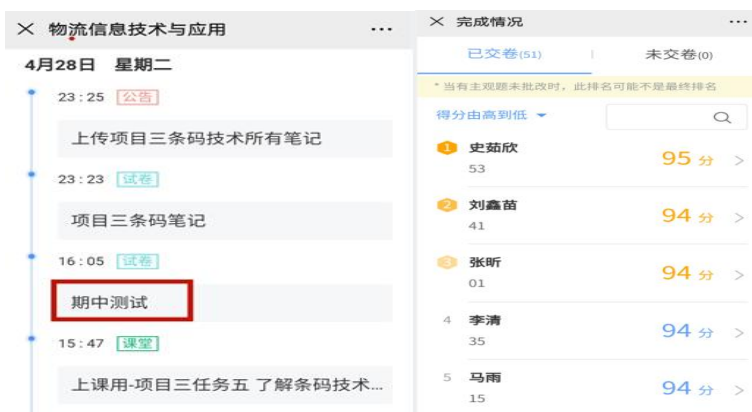 物流信息技术与应用
4月28日 星期二
23:25 公告
上传项目三条码技术所有笔记
23:23 试卷
项目三条码笔记
16:05 试卷
期中测试
15:47 课堂
上课用-项目三任务五 了解条码技术...
完成情况
已交卷(51) 未交卷(0)
*当有主观题未批改时，此排名可能不是最终排名
得分由高到低
1 史茹欣 95 分
53
2 刘鑫苗 94 分
41
3 张昕 94 分
01
4 李清 94 分
35
5 马雨 94 分
15